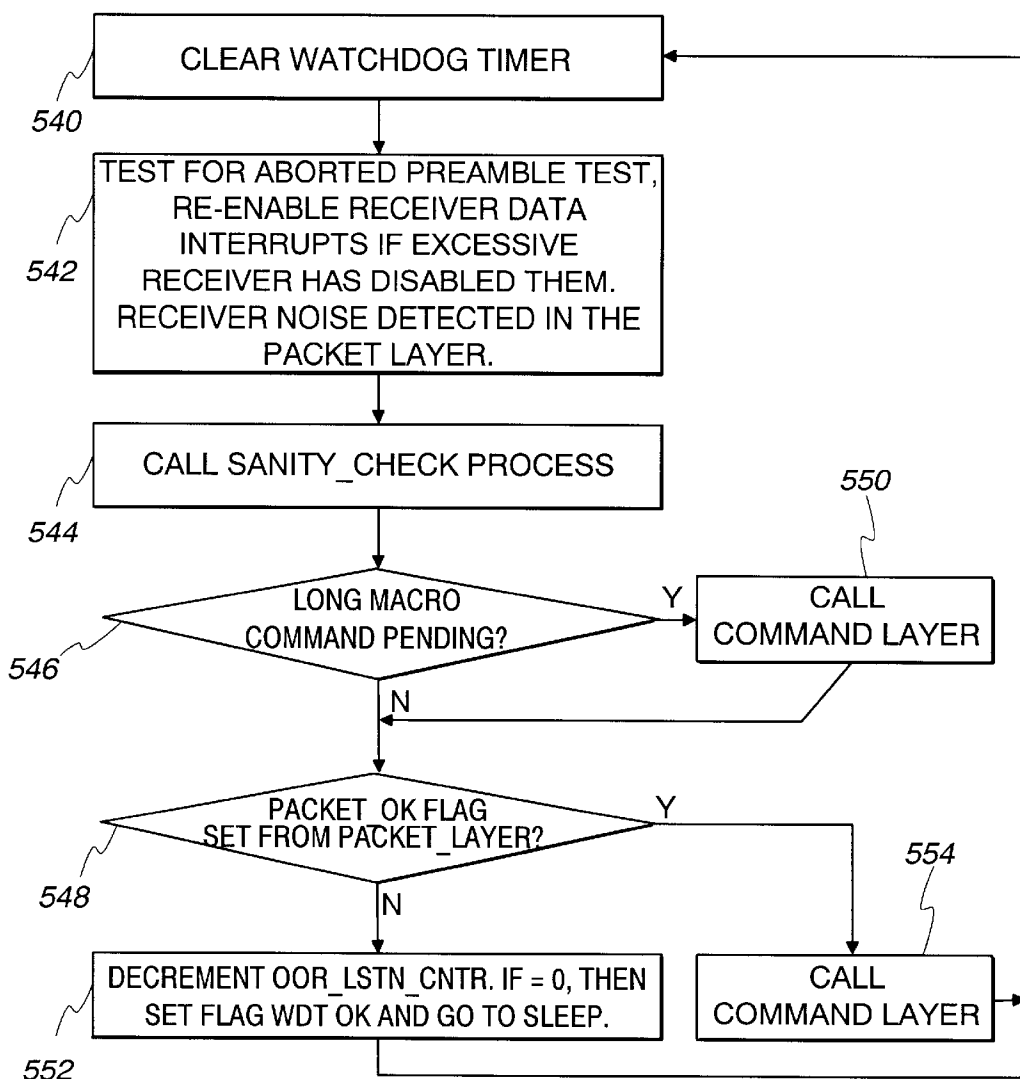 CLEAR WATCHDOG TIMER
540
TEST FOR ABORTED PREAMBLE TEST,
RE-ENABLE RECEIVER DATA
INTERRUPTS IF EXCESSIVE
RECEIVER HAS DISABLED THEM.
RECEIVER NOISE DETECTED IN THE
PACKET LAYER.
542
CALL SANITY_CHECK PROCESS
544
550
LONG MACRO
COMMAND PENDING?
Y
CALL
COMMAND LAYER
546
N
PACKET_OK FLAG
SET FROM PACKET_LAYER?
Y
548
554
N
DECREMENT OOR_LSTN_CNTR. IF = 0, THEN
SET FLAG WDT OK AND GO TO SLEEP.
CALL
COMMAND LAYER
552